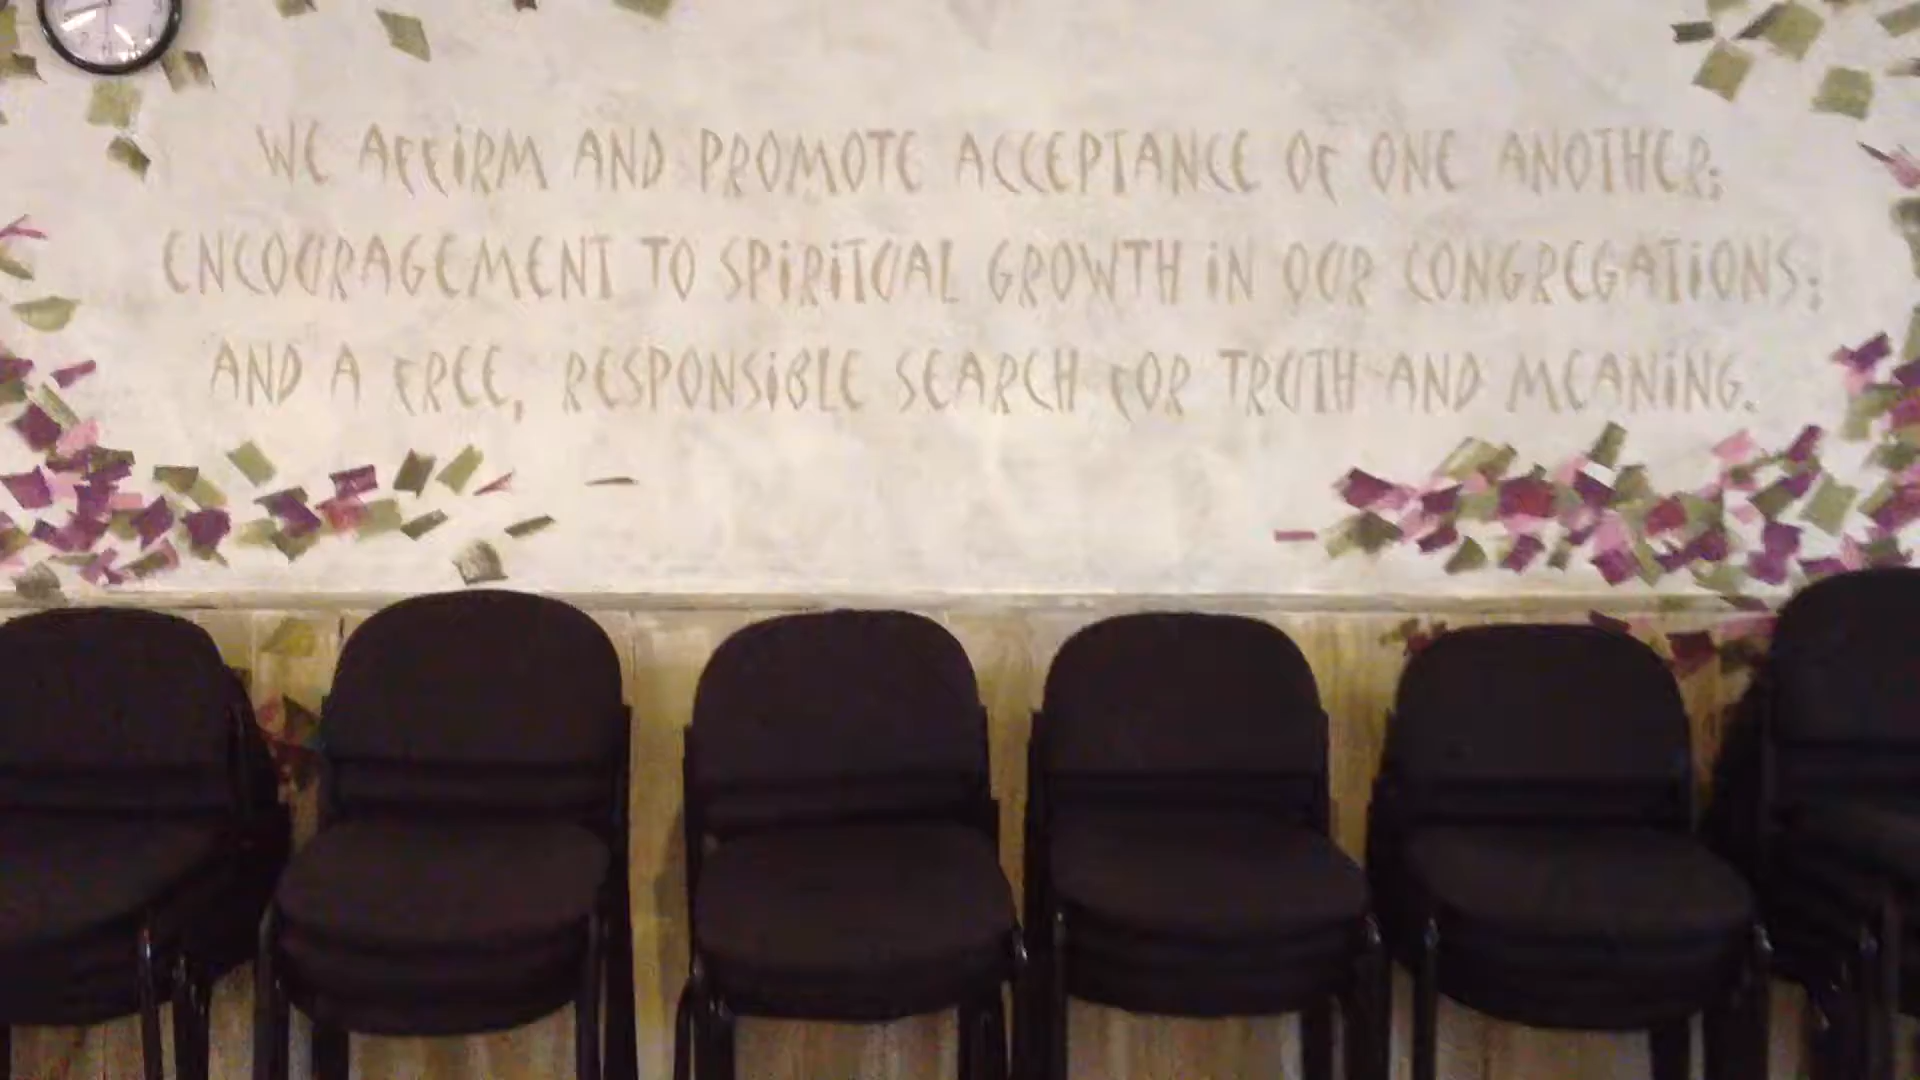 WE AFFiRM AND PROMOTE ACCEPTANCE OF ONE ANOTHER;
ENCOURAGEMENT TO SPiRiTUAL GROWTH iN OUR CONGREGATiONS;
AND A FREE, RESPONSiBLE SEARCH FOR TRUTH AND MEANiNG.